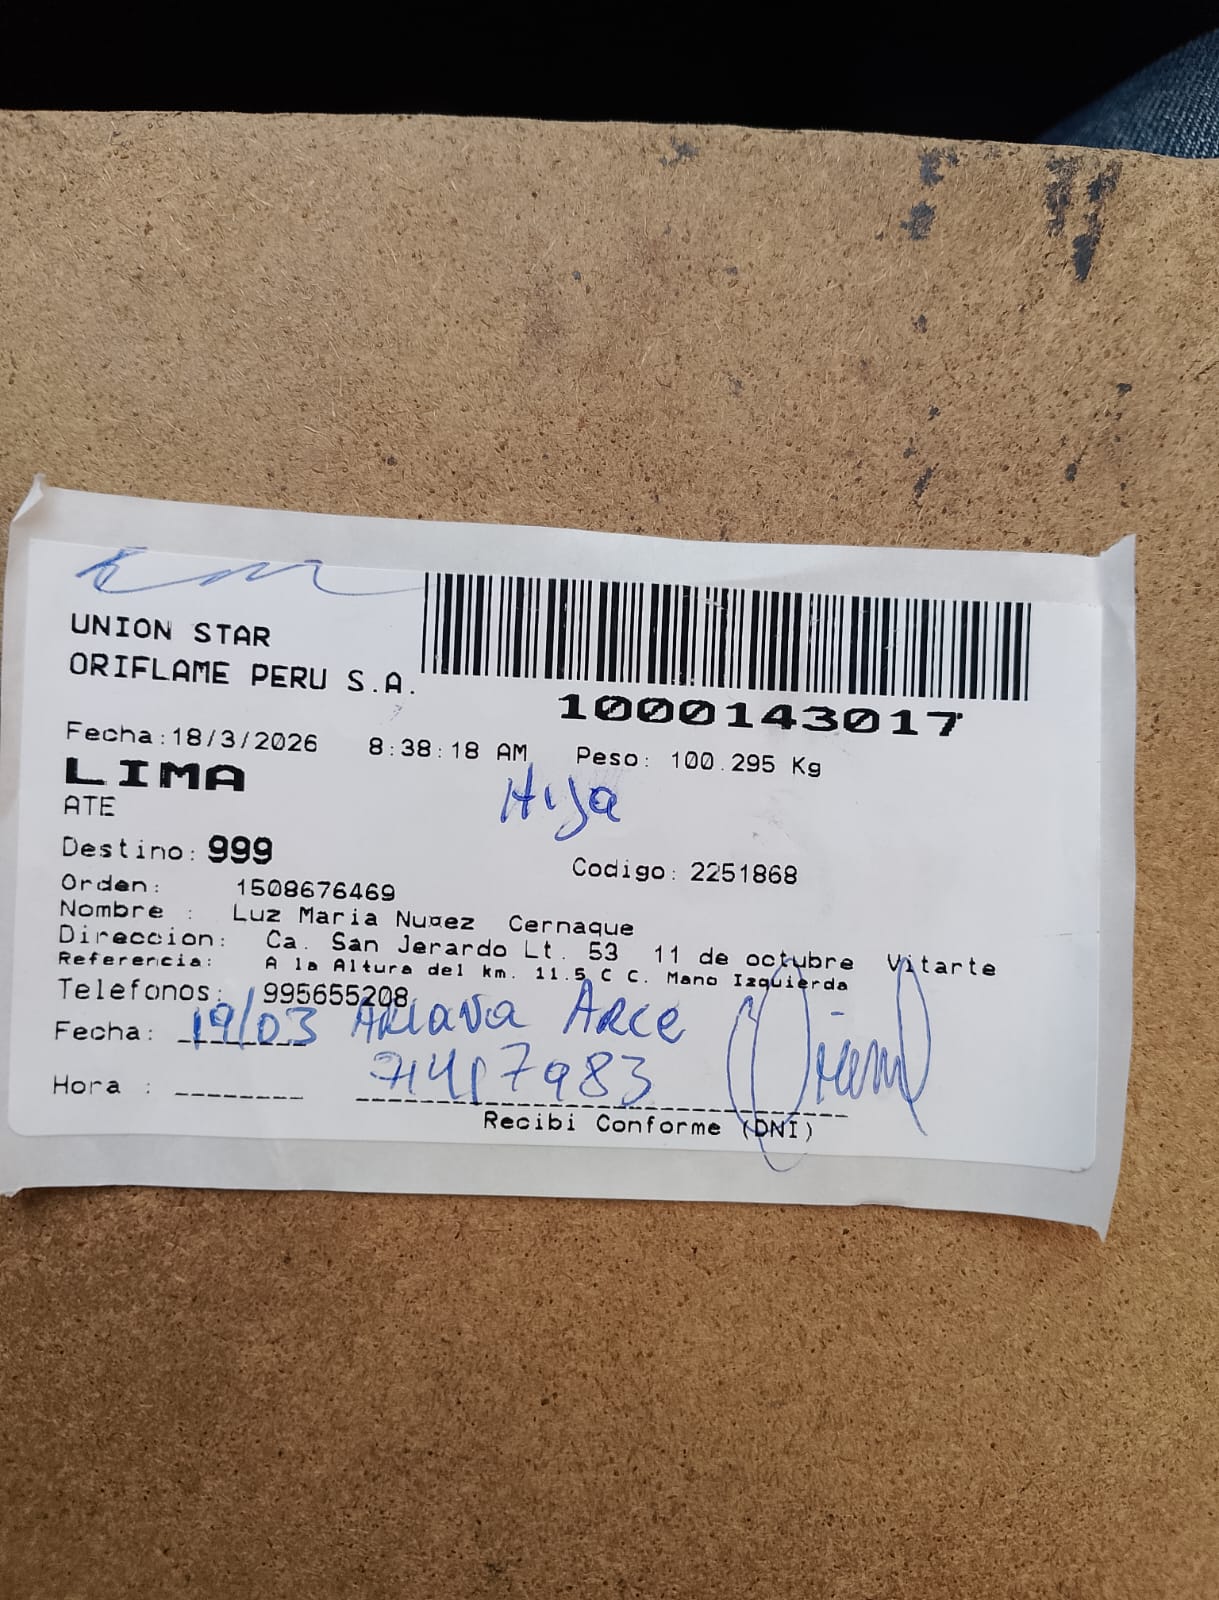 UNION STAR
ORIFLAME PERU S.A.
1000143017
Fecha:18/3/2026 8:38:18 AM Peso: 100.295 Kg
LIMA
Hija
ATE
Destino: 999
Codigo: 2251868
Orden: 1508676469
Nombre : Luz Maria Nuñez Cernaque
Direccion: Ca. San Jerardo Lt. 53 11 de octubre Vitarte
Referencia: A la Altura del km. 11.5 C C. Mano Izquierda
Telefonos: 995655208
Fecha: 19/03 Ariana Arce
Hora :
Recibi Conforme (DNI)